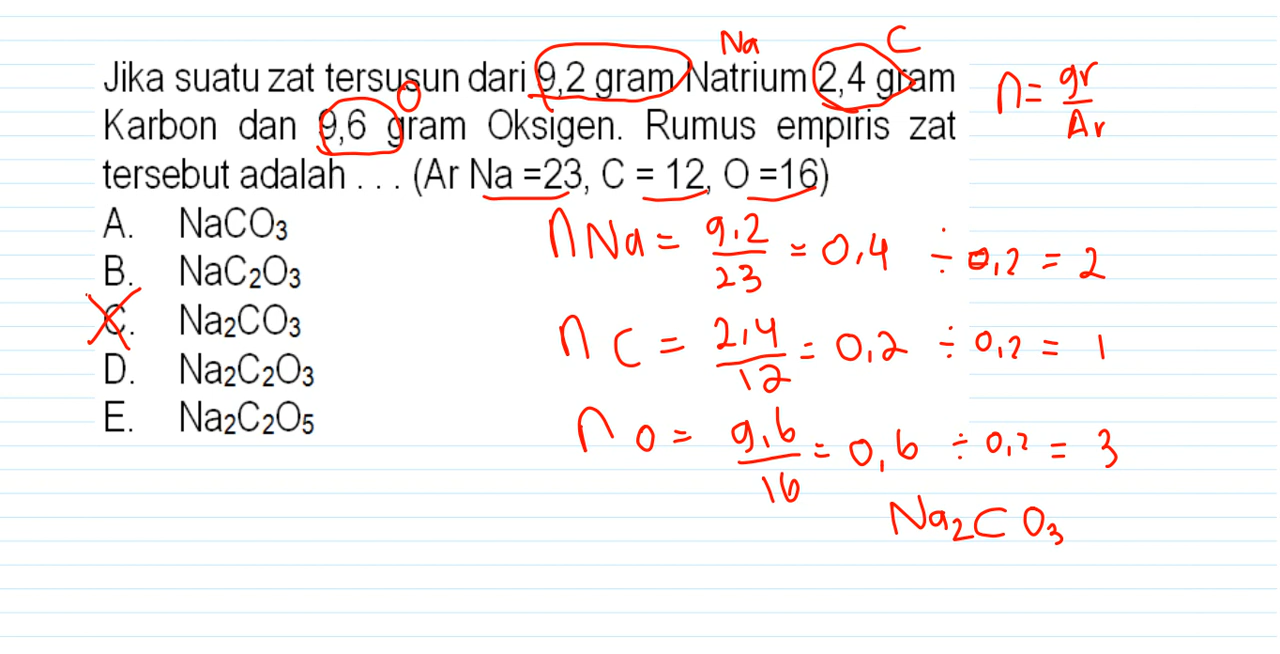 Na C
Jika suatu zat tersusun dari 9,2 gram Natrium 2,4 gram
n = gr/Ar
O
Karbon dan 9,6 gram Oksigen. Rumus empiris zat
tersebut adalah . . . (Ar Na =23, C = 12, O =16)
A. NaCO₃
B. NaC₂O₃
C. Na₂CO₃
D. Na₂C₂O₃
E. Na₂C₂O₅
n Na = 9,2/23 = 0,4 ÷ 0,2 = 2
n C = 2,4/12 = 0,2 ÷ 0,2 = 1
n O = 9,6/16 = 0,6 ÷ 0,2 = 3
Na₂CO₃